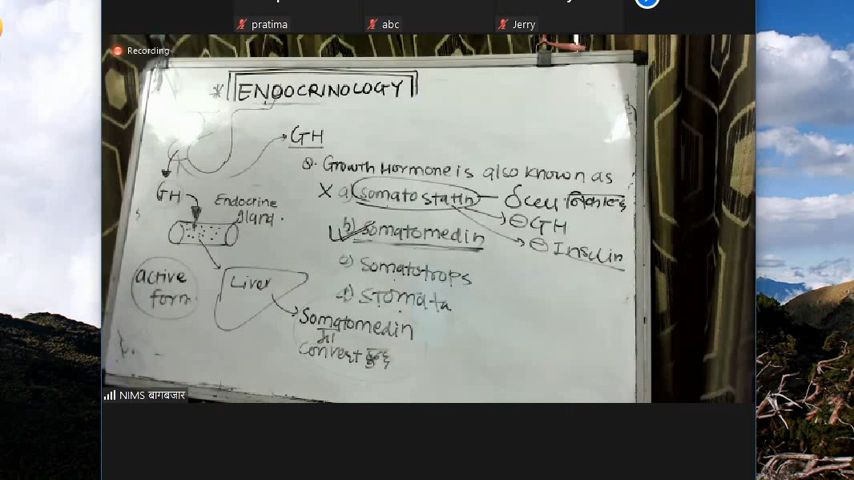 pratima
abc
Jerry
Recording
* ENDOCRINOLOGY
GH
Q. Growth Hormone is also known as
X a) Somatostatin - δ cell
⊖ GH
⊖ Insulin
b) Somatomedin
c) Somatotrops
d) STomata
GH
Endocrine
gland.
active
form
Liver
Somatomedin
convert
NIMS बागबजार